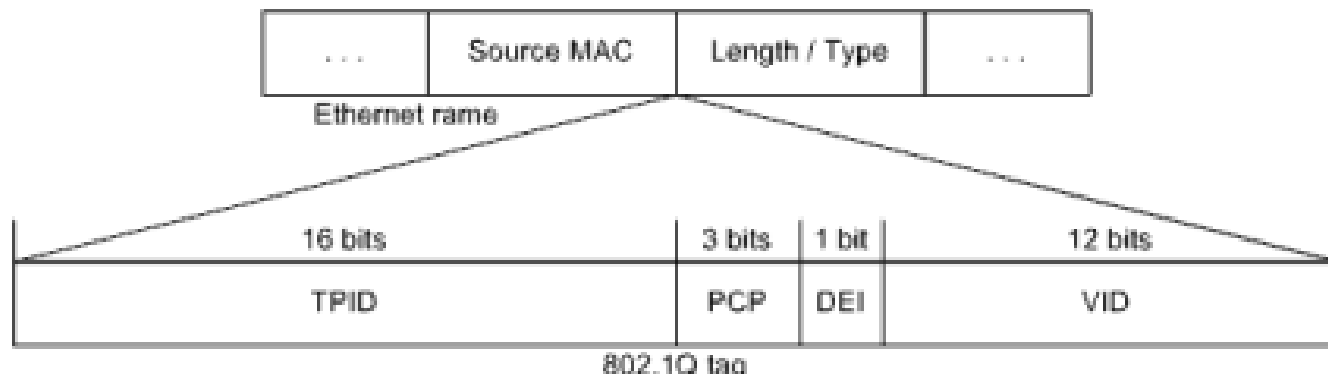 . . . Source MAC Length / Type . . .
Ethernet rame
16 bits 3 bits 1 bit 12 bits
TPID PCP DEI VID
802.1Q tag